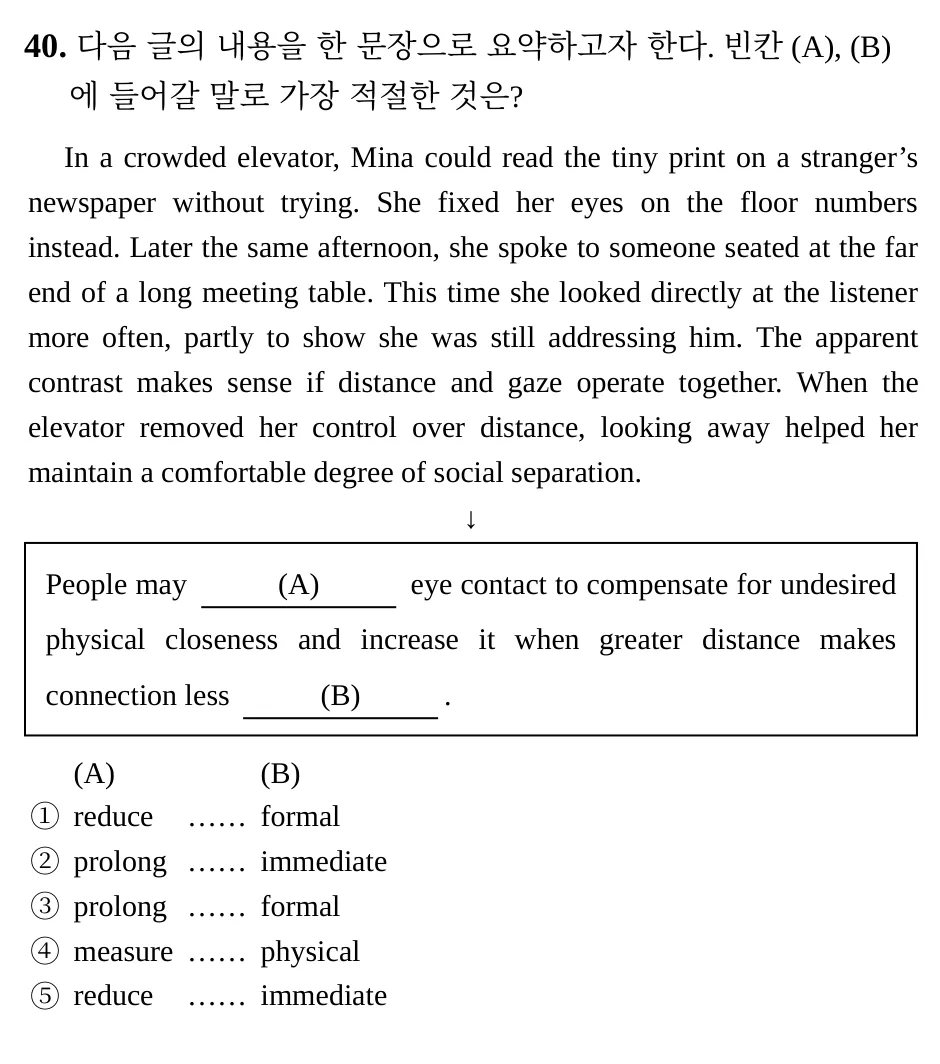 40. 다음 글의 내용을 한 문장으로 요약하고자 한다. 빈칸 (A), (B)
에 들어갈 말로 가장 적절한 것은?
In a crowded elevator, Mina could read the tiny print on a stranger’s
newspaper without trying. She fixed her eyes on the floor numbers
instead. Later the same afternoon, she spoke to someone seated at the far
end of a long meeting table. This time she looked directly at the listener
more often, partly to show she was still addressing him. The apparent
contrast makes sense if distance and gaze operate together. When the
elevator removed her control over distance, looking away helped her
maintain a comfortable degree of social separation.
↓
People may (A) eye contact to compensate for undesired
physical closeness and increase it when greater distance makes
connection less (B) .
(A) (B)
① reduce …… formal
② prolong …… immediate
③ prolong …… formal
④ measure …… physical
⑤ reduce …… immediate